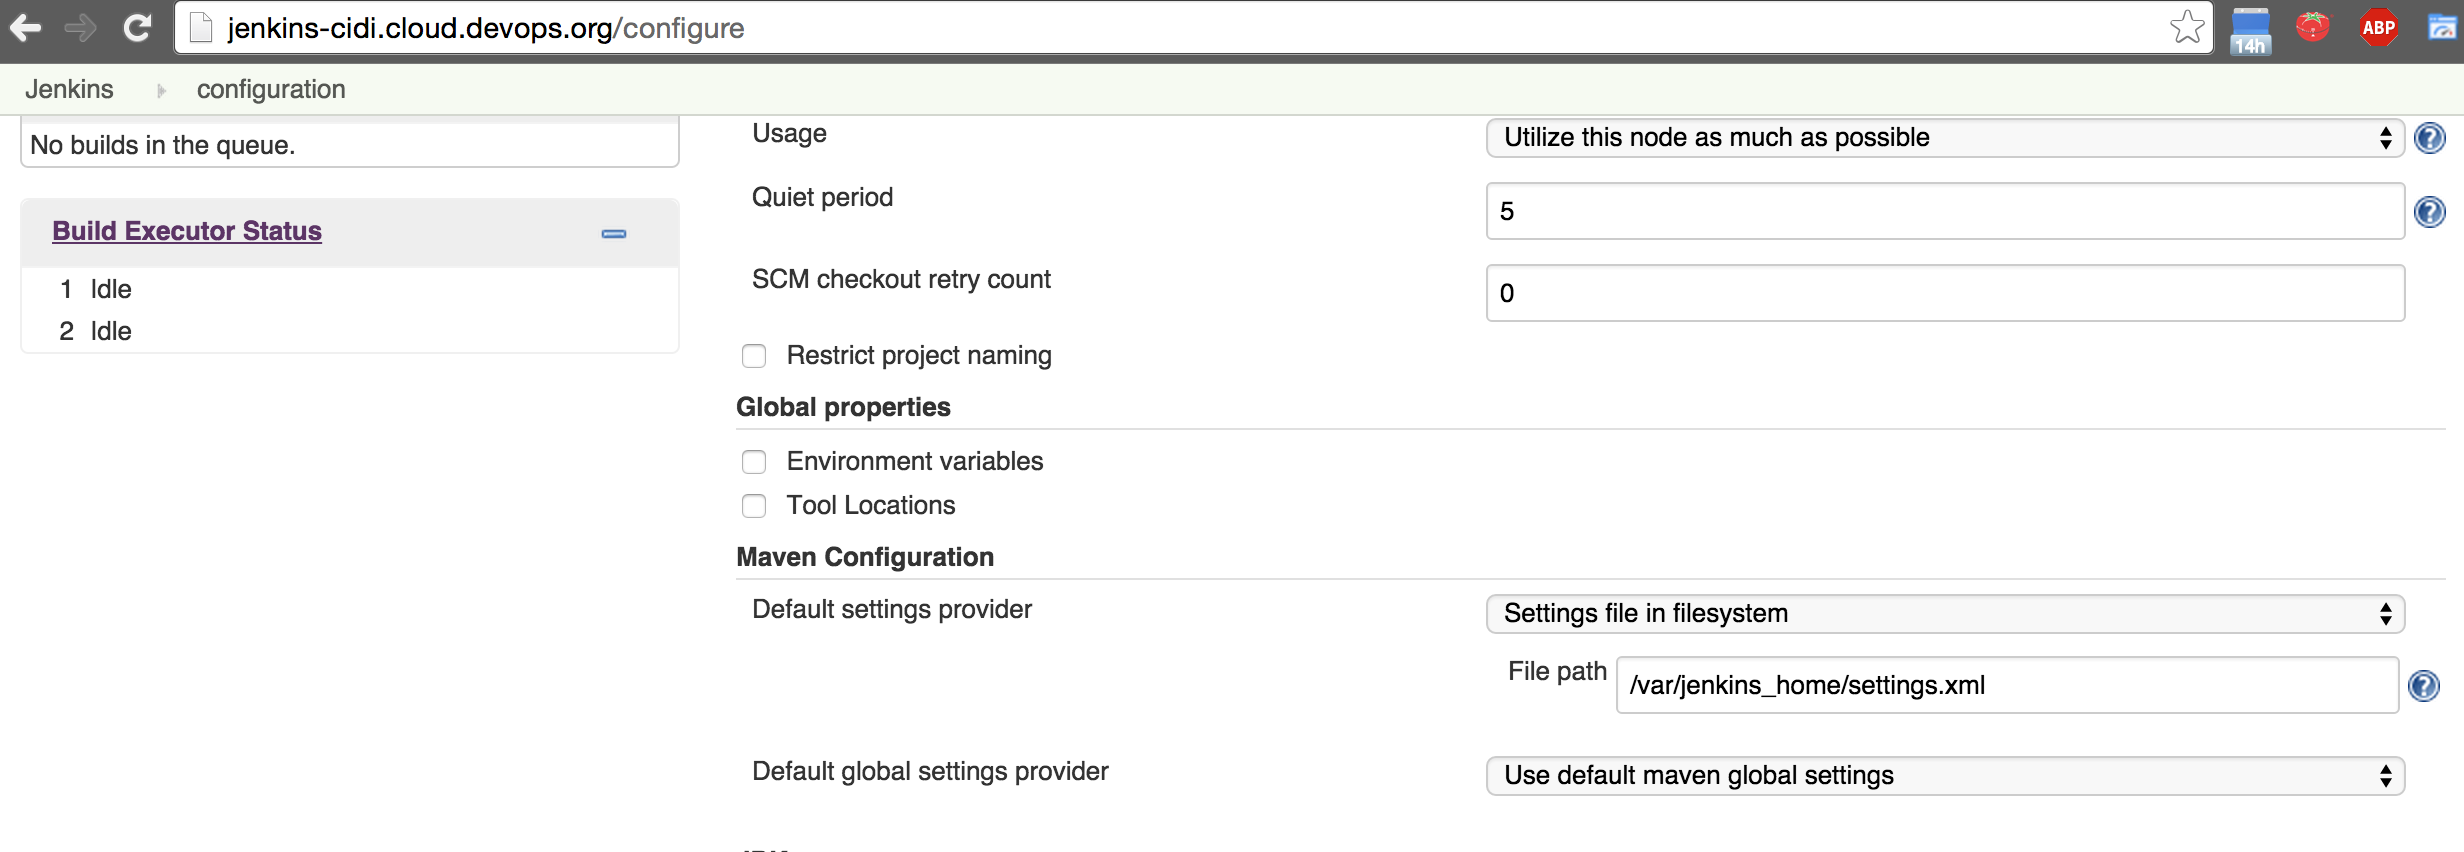 jenkins-cidi.cloud.devops.org/configure
14h
ABP
Jenkins configuration
No builds in the queue.
Build Executor Status
1 Idle
2 Idle
Usage Utilize this node as much as possible
Quiet period 5
SCM checkout retry count 0
Restrict project naming
Global properties
Environment variables
Tool Locations
Maven Configuration
Default settings provider Settings file in filesystem
File path /var/jenkins_home/settings.xml
Default global settings provider Use default maven global settings